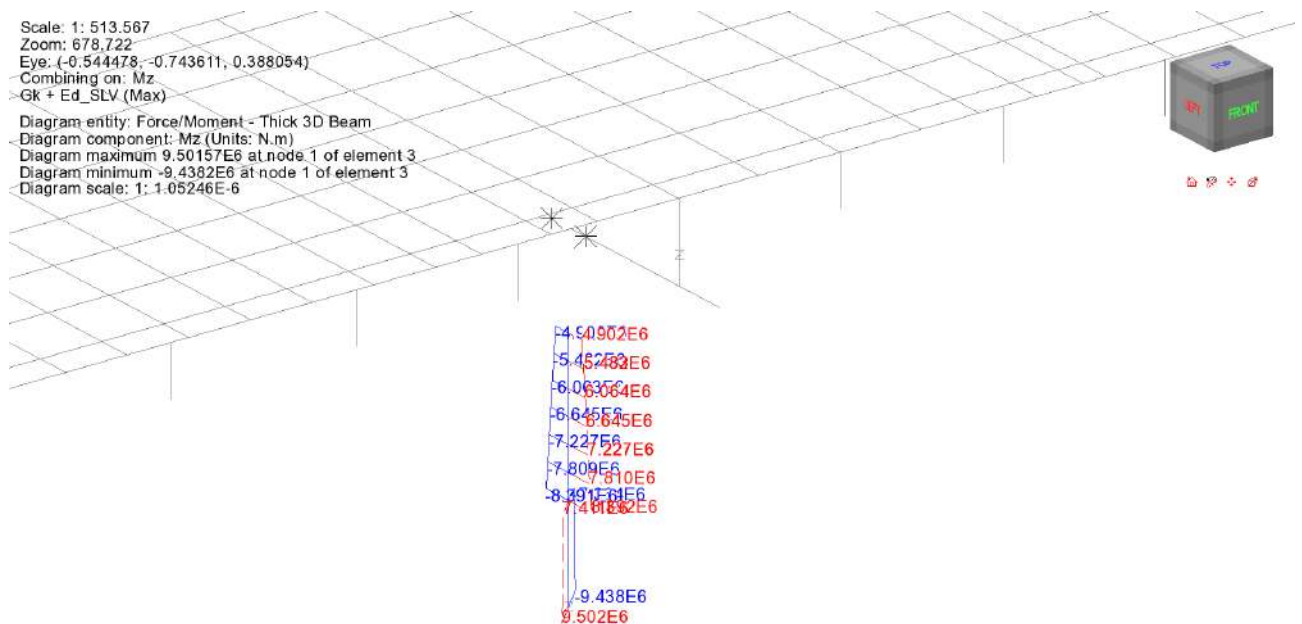 Scale: 1: 513.567
Zoom: 678.722
Eye: (-0.544478, -0.743611, 0.388054)
Combining on: Mz
Gk + Ed_SLV (Max)
Diagram entity: Force/Moment - Thick 3D Beam
Diagram component: Mz (Units: N.m)
Diagram maximum 9.50157E6 at node 1 of element 3
Diagram minimum -9.4382E6 at node 1 of element 3
Diagram scale: 1: 1.05246E-6
TOP
FRONT
Z
4.902E6
5.483E6
6.064E6
-6.645E6 6.645E6
-7.227E6
7.227E6
-7.809E6
7.810E6
-9.438E6
9.502E6